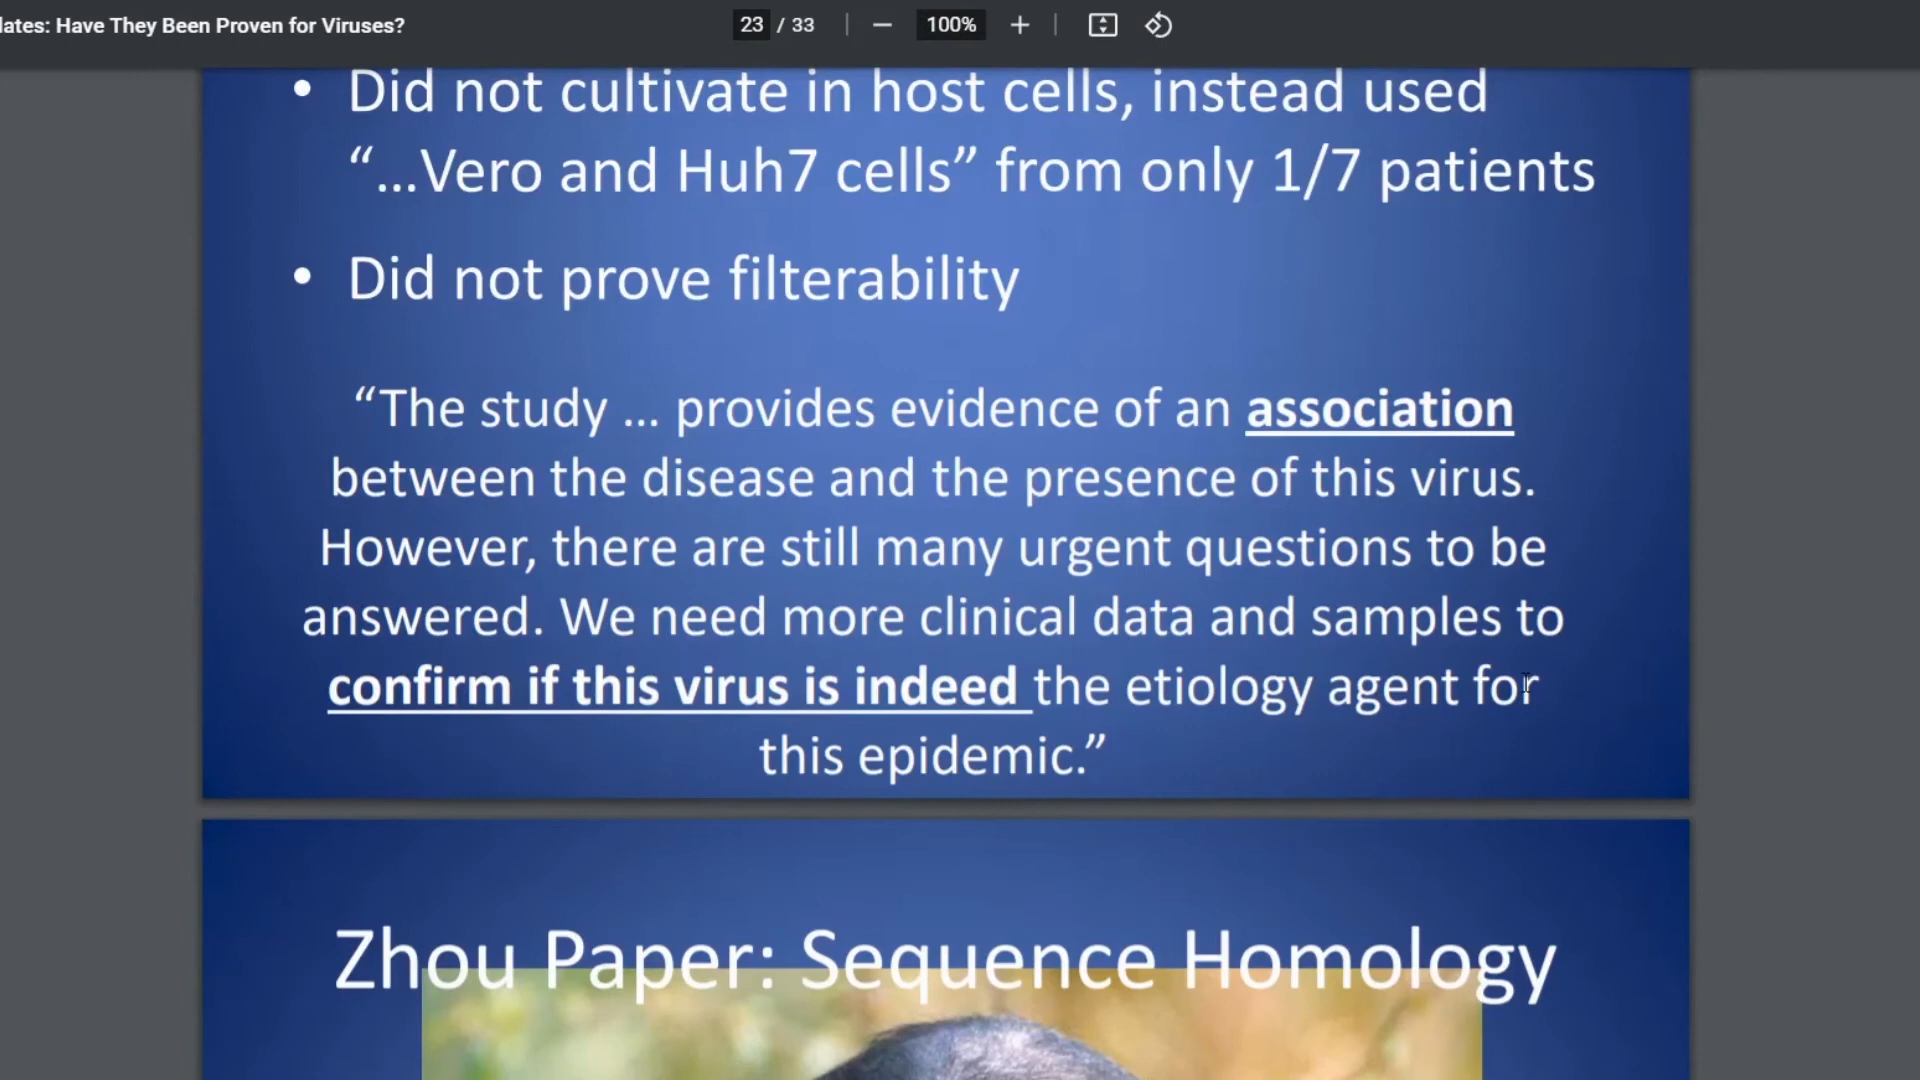 lates: Have They Been Proven for Viruses?
23 / 33
100%
• Did not cultivate in host cells, instead used
“...Vero and Huh7 cells” from only 1/7 patients
• Did not prove filterability
“The study ... provides evidence of an association
between the disease and the presence of this virus.
However, there are still many urgent questions to be
answered. We need more clinical data and samples to
confirm if this virus is indeed the etiology agent for
this epidemic.”
Zhou Paper: Sequence Homology